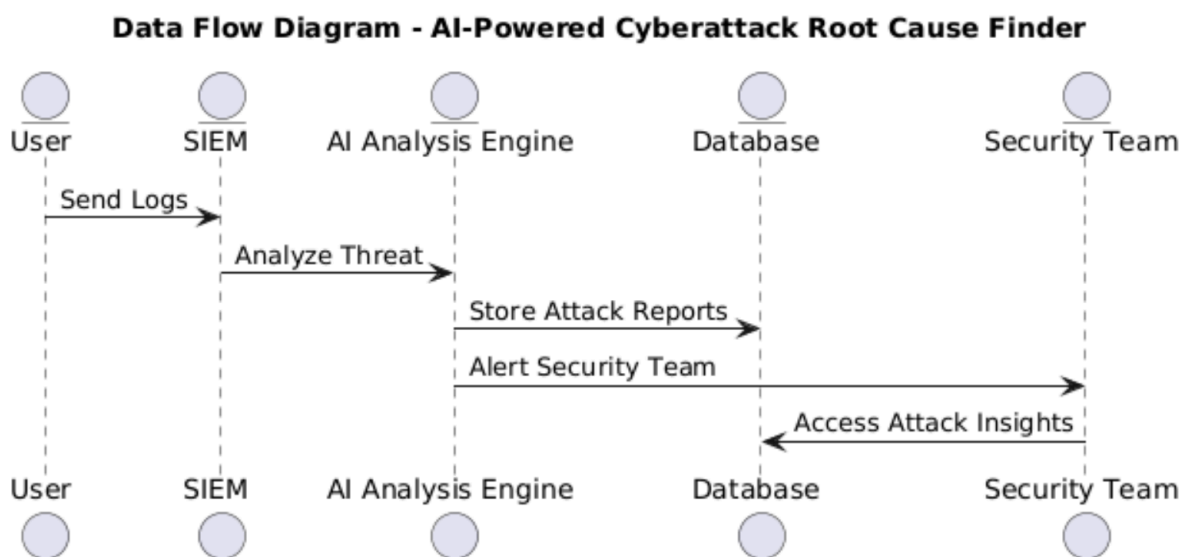 Data Flow Diagram - AI-Powered Cyberattack Root Cause Finder
User SIEM AI Analysis Engine Database Security Team
Send Logs
Analyze Threat
Store Attack Reports
Alert Security Team
Access Attack Insights
User SIEM AI Analysis Engine Database Security Team